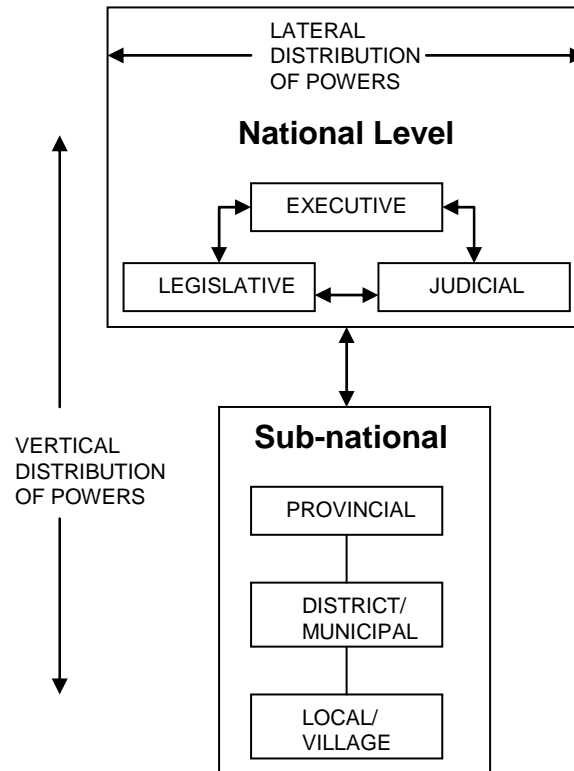 LATERAL
DISTRIBUTION
OF POWERS
National Level
EXECUTIVE
LEGISLATIVE
JUDICIAL
VERTICAL
DISTRIBUTION
OF POWERS
Sub-national
PROVINCIAL
DISTRICT/
MUNICIPAL
LOCAL/
VILLAGE